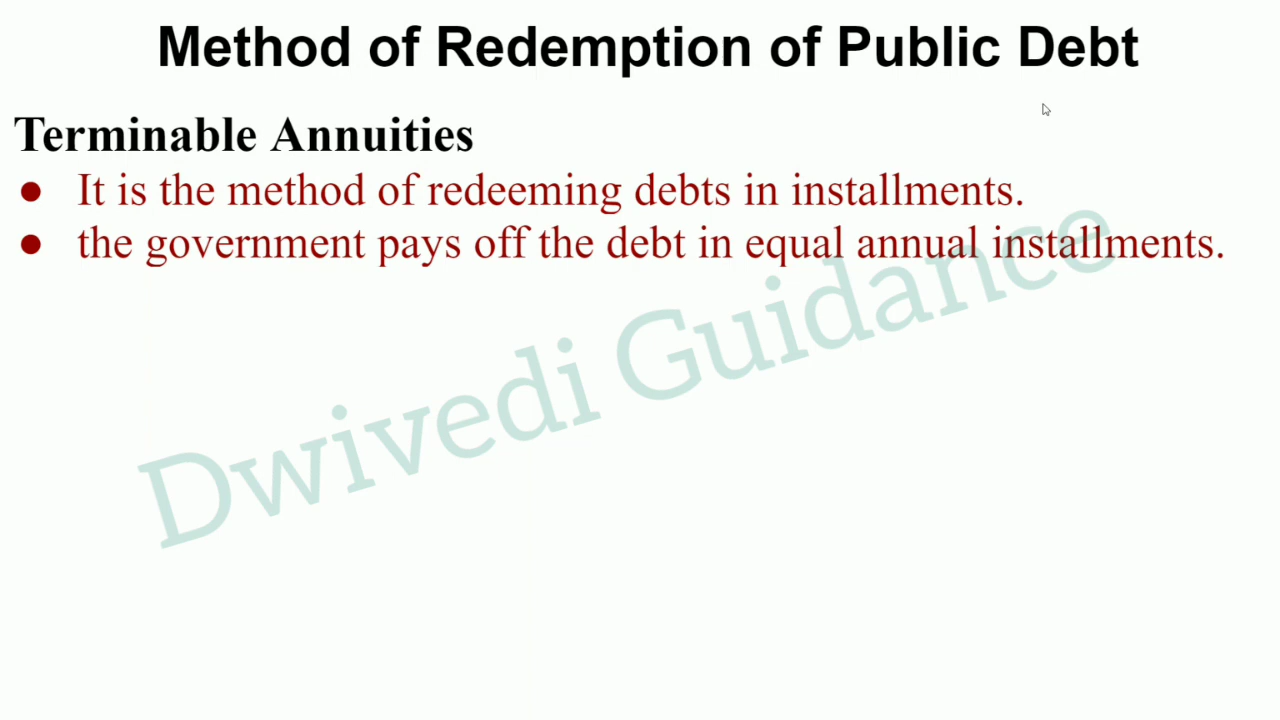 Method of Redemption of Public Debt
Terminable Annuities
● It is the method of redeeming debts in installments.
● the government pays off the debt in equal annual installments.
Dwivedi Guidance